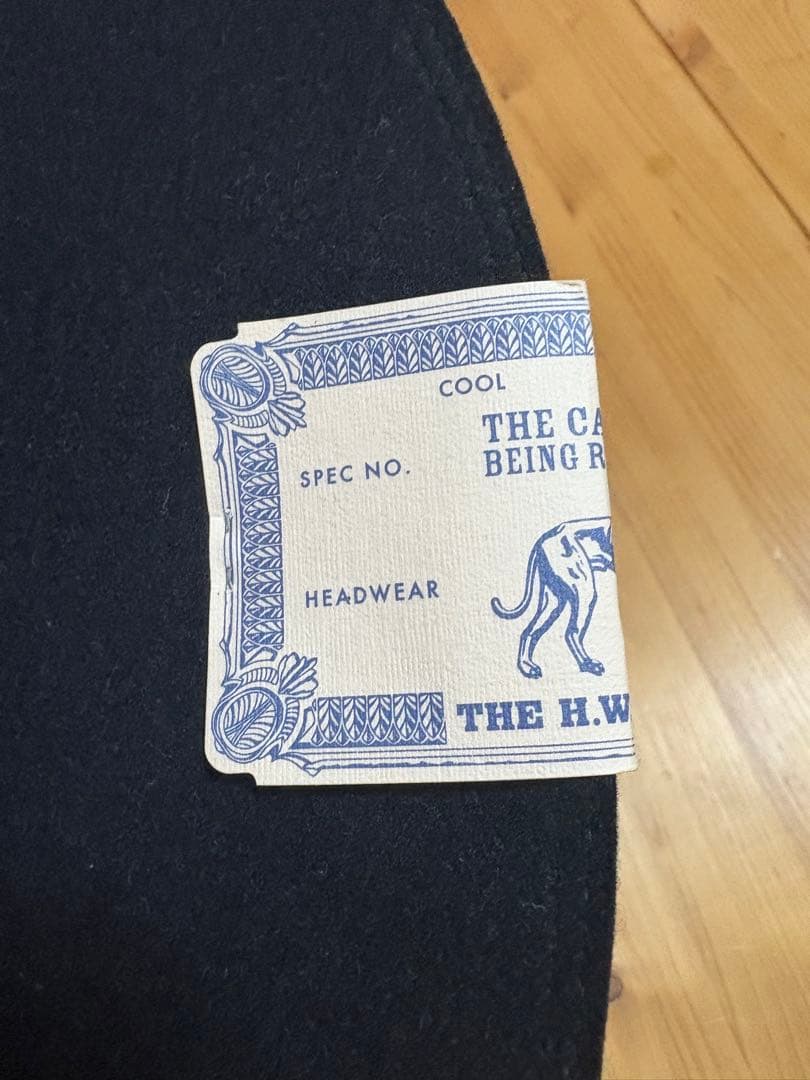 COOL
THE CA
BEING R
SPEC NO.
HEADWEAR
THE H.W